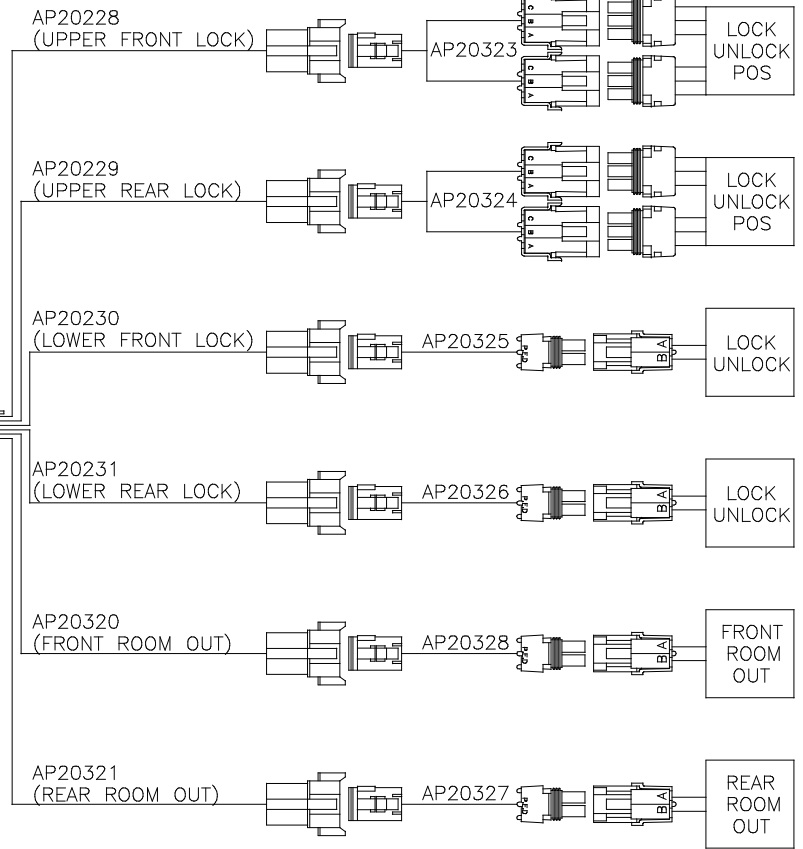 AP20228
(UPPER FRONT LOCK)
AP20323
C B A
C B A
LOCK
UNLOCK
POS
AP20229
(UPPER REAR LOCK)
AP20324
C B A
C B A
LOCK
UNLOCK
POS
AP20230
(LOWER FRONT LOCK)
AP20325
P.E.D
B A
LOCK
UNLOCK
AP20231
(LOWER REAR LOCK)
AP20326
P.E.D
B A
LOCK
UNLOCK
AP20320
(FRONT ROOM OUT)
AP20328
P.E.D
B A
FRONT
ROOM
OUT
AP20321
(REAR ROOM OUT)
AP20327
P.E.D
B A
REAR
ROOM
OUT